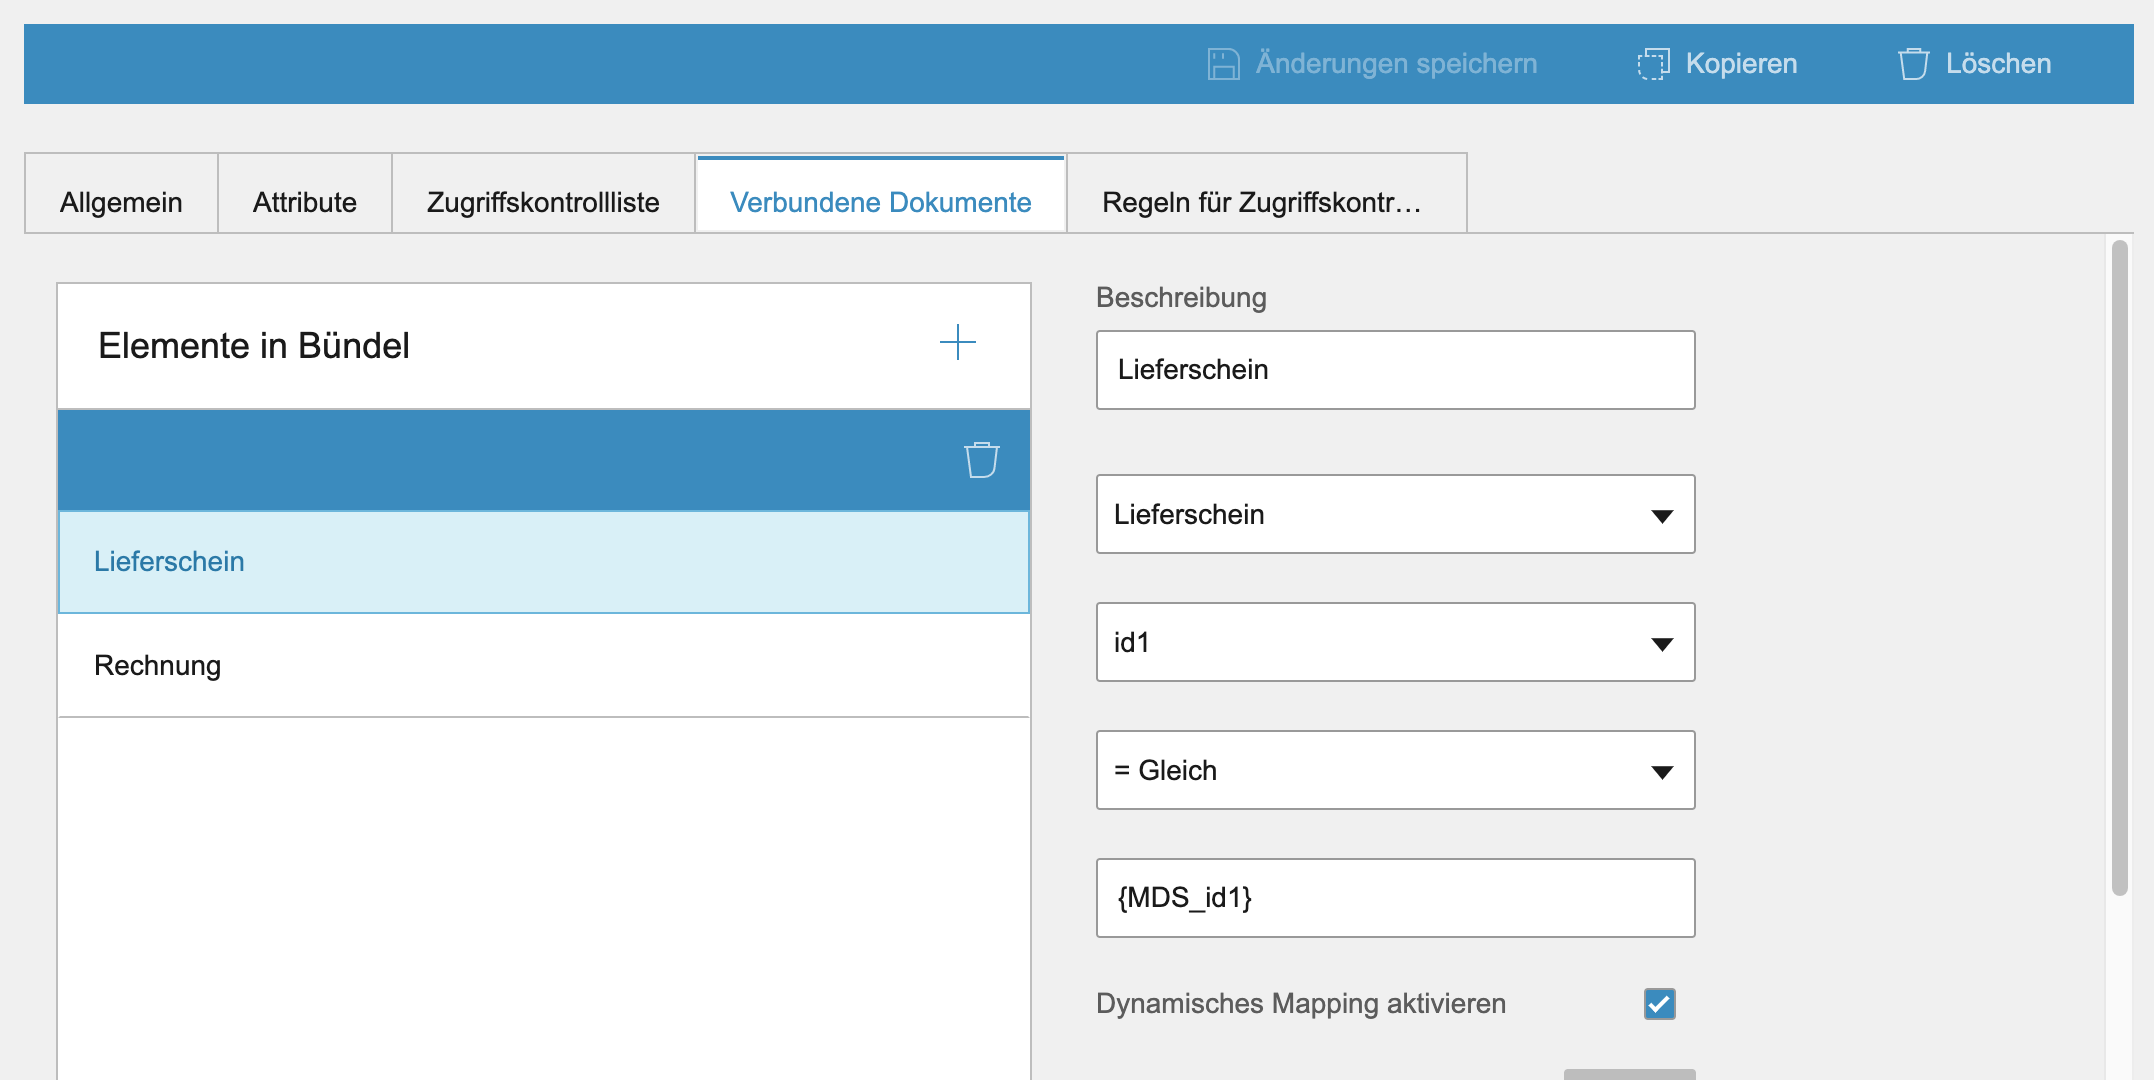 Änderungen speichern
Kopieren
Löschen
Allgemein
Attribute
Zugriffskontrollliste
Verbundene Dokumente
Regeln für Zugriffskontr…
Elemente in Bündel
Lieferschein
Rechnung
Beschreibung
Lieferschein
Lieferschein
id1
= Gleich
{MDS_id1}
Dynamisches Mapping aktivieren